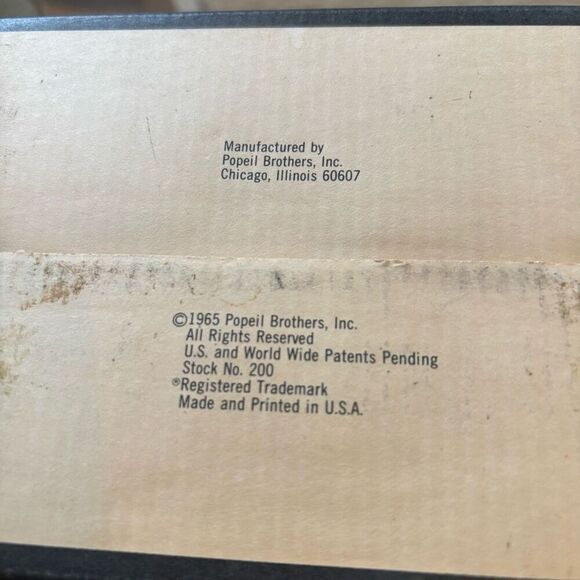 Manufactured by
Popeil Brothers, Inc.
Chicago, Illinois 60607
©1965 Popeil Brothers, Inc.
All Rights Reserved
U.S. and World Wide Patents Pending
Stock No. 200
®Registered Trademark
Made and Printed in U.S.A.